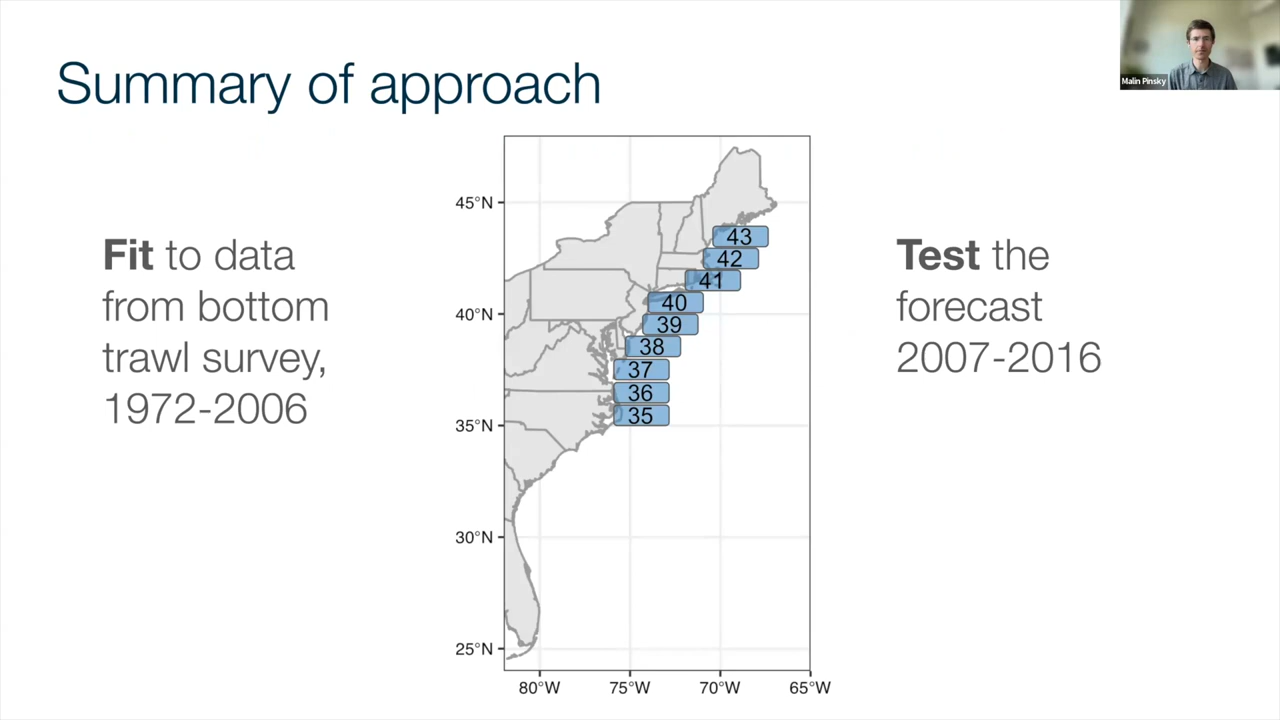 Summary of approach
Malin Pinsky
Fit to data
from bottom
trawl survey,
1972-2006
45°N
40°N
35°N
30°N
25°N
43
42
41
40
39
38
37
36
35
80°W
75°W
70°W
65°W
Test the
forecast
2007-2016